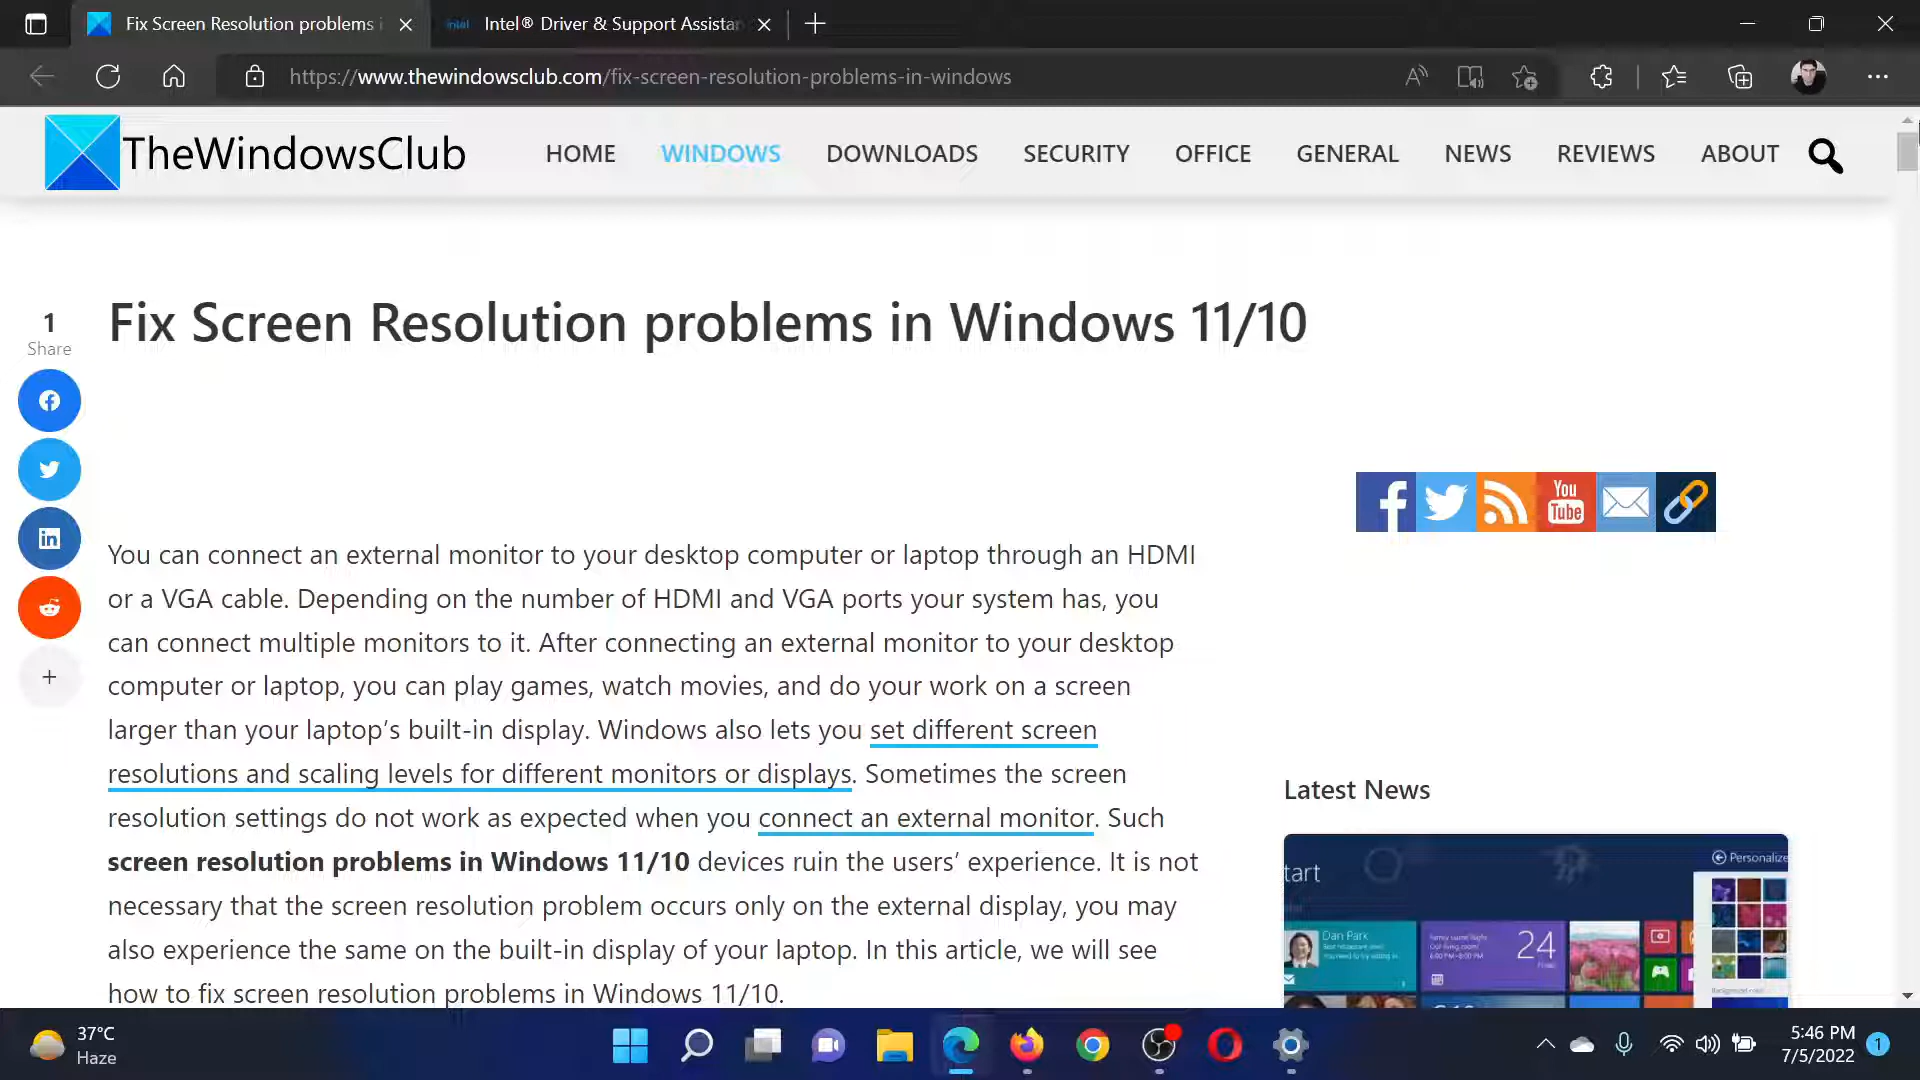 Fix Screen Resolution problems i
intel Intel® Driver & Support Assistan
https://www.thewindowsclub.com/fix-screen-resolution-problems-in-windows
TheWindowsClub HOME WINDOWS DOWNLOADS SECURITY OFFICE GENERAL NEWS REVIEWS ABOUT
Fix Screen Resolution problems in Windows 11/10
1
Share
You
Tube
You can connect an external monitor to your desktop computer or laptop through an HDMI
or a VGA cable. Depending on the number of HDMI and VGA ports your system has, you
can connect multiple monitors to it. After connecting an external monitor to your desktop
computer or laptop, you can play games, watch movies, and do your work on a screen
larger than your laptop’s built-in display. Windows also lets you set different screen
resolutions and scaling levels for different monitors or displays. Sometimes the screen
resolution settings do not work as expected when you connect an external monitor. Such
screen resolution problems in Windows 11/10 devices ruin the users’ experience. It is not
necessary that the screen resolution problem occurs only on the external display, you may
also experience the same on the built-in display of your laptop. In this article, we will see
how to fix screen resolution problems in Windows 11/10.
Latest News
tart
Personalize
Dan Park
24
37°C
Haze
5:46 PM
7/5/2022
1